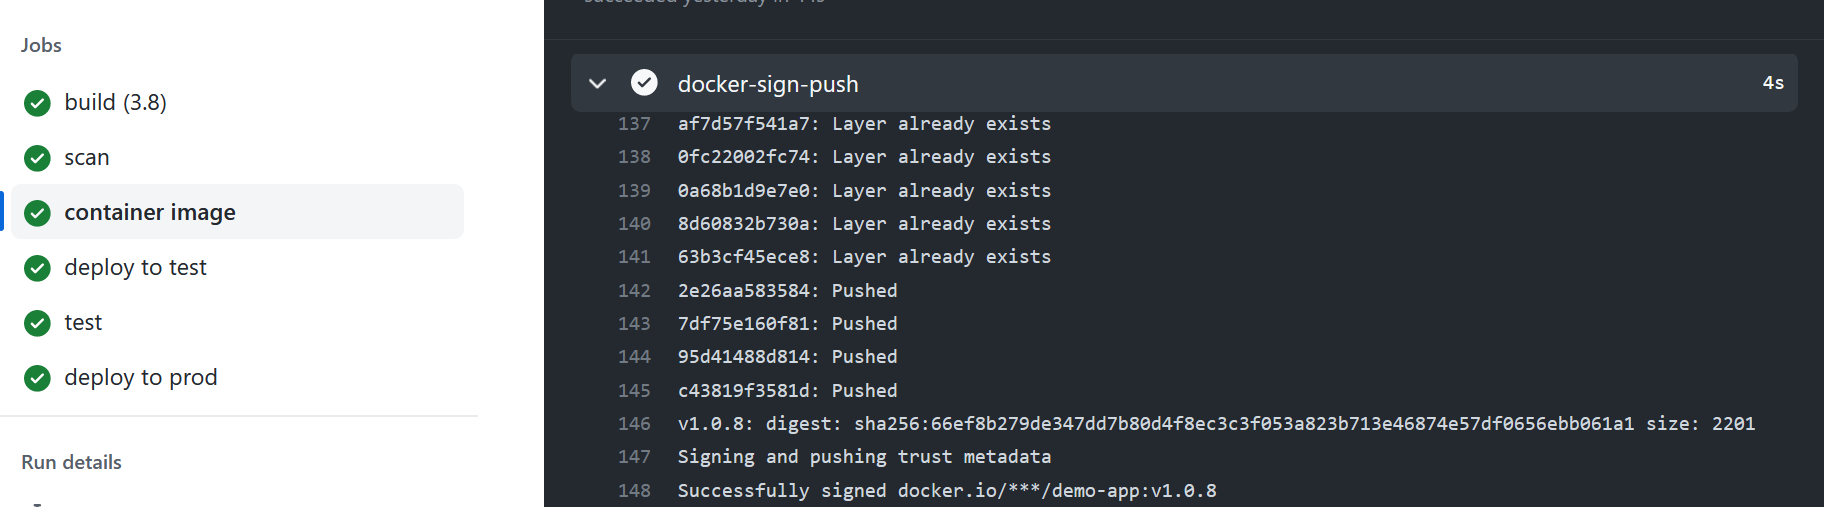 Jobs
build (3.8)
scan
container image
deploy to test
test
deploy to prod
Run details
succeeded yesterday in
docker-sign-push
4s
137 af7d57f541a7: Layer already exists
138 0fc22002fc74: Layer already exists
139 0a68b1d9e7e0: Layer already exists
140 8d60832b730a: Layer already exists
141 63b3cf45ece8: Layer already exists
142 2e26aa583584: Pushed
143 7df75e160f81: Pushed
144 95d41488d814: Pushed
145 c43819f3581d: Pushed
146 v1.0.8: digest: sha256:66ef8b279de347dd7b80d4f8ec3c3f053a823b713e46874e57df0656ebb061a1 size: 2201
147 Signing and pushing trust metadata
148 Successfully signed docker.io/***/demo-app:v1.0.8